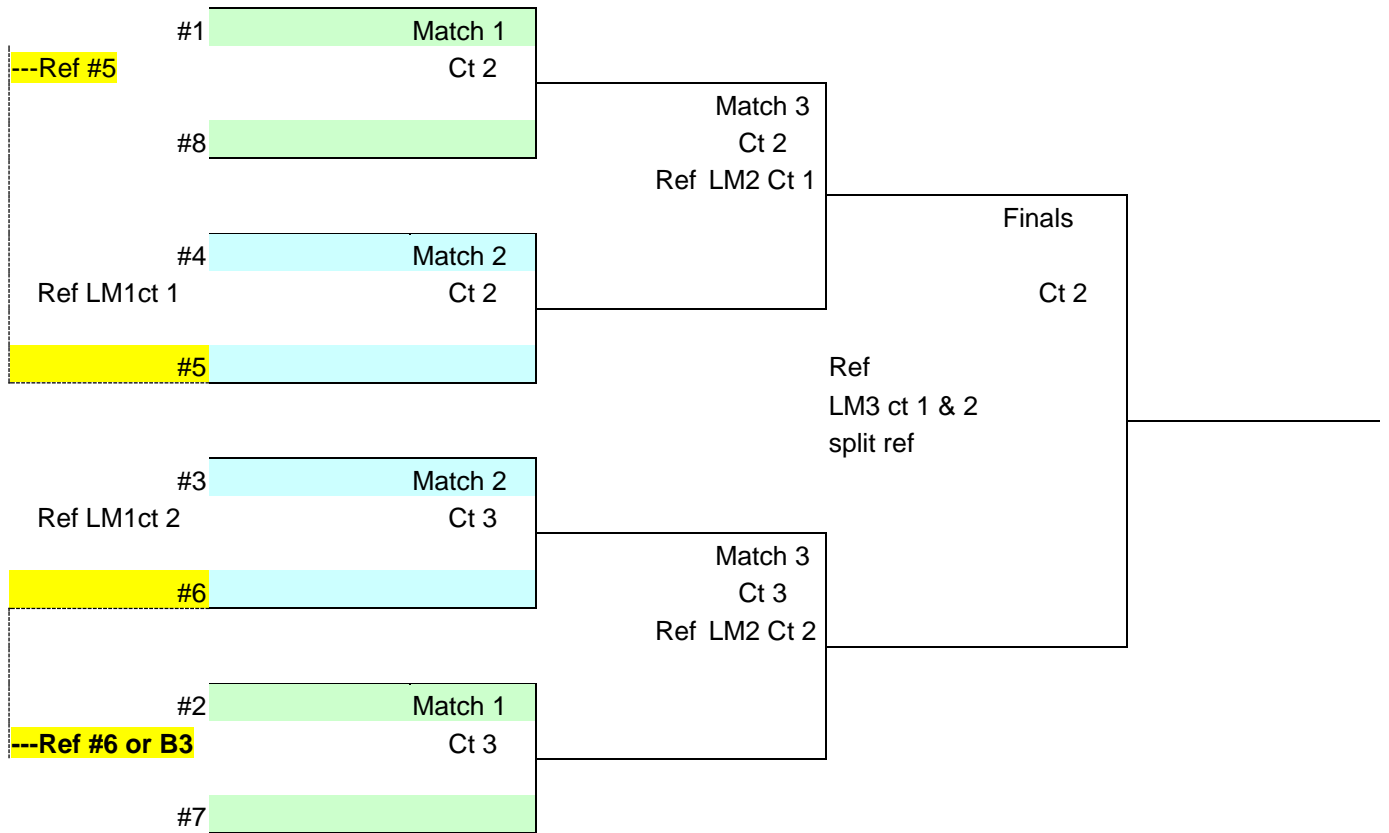 #1 Match 1
---Ref #5 Ct 2
Match 3
#8 Ct 2
Ref LM2 Ct 1
Finals
#4 Match 2
Ref LM1ct 1 Ct 2 Ct 2
#5 Ref
LM3 ct 1 & 2
split ref
#3 Match 2
Ref LM1ct 2 Ct 3
Match 3
#6 Ct 3
Ref LM2 Ct 2
#2 Match 1
---Ref #6 or B3 Ct 3
#7